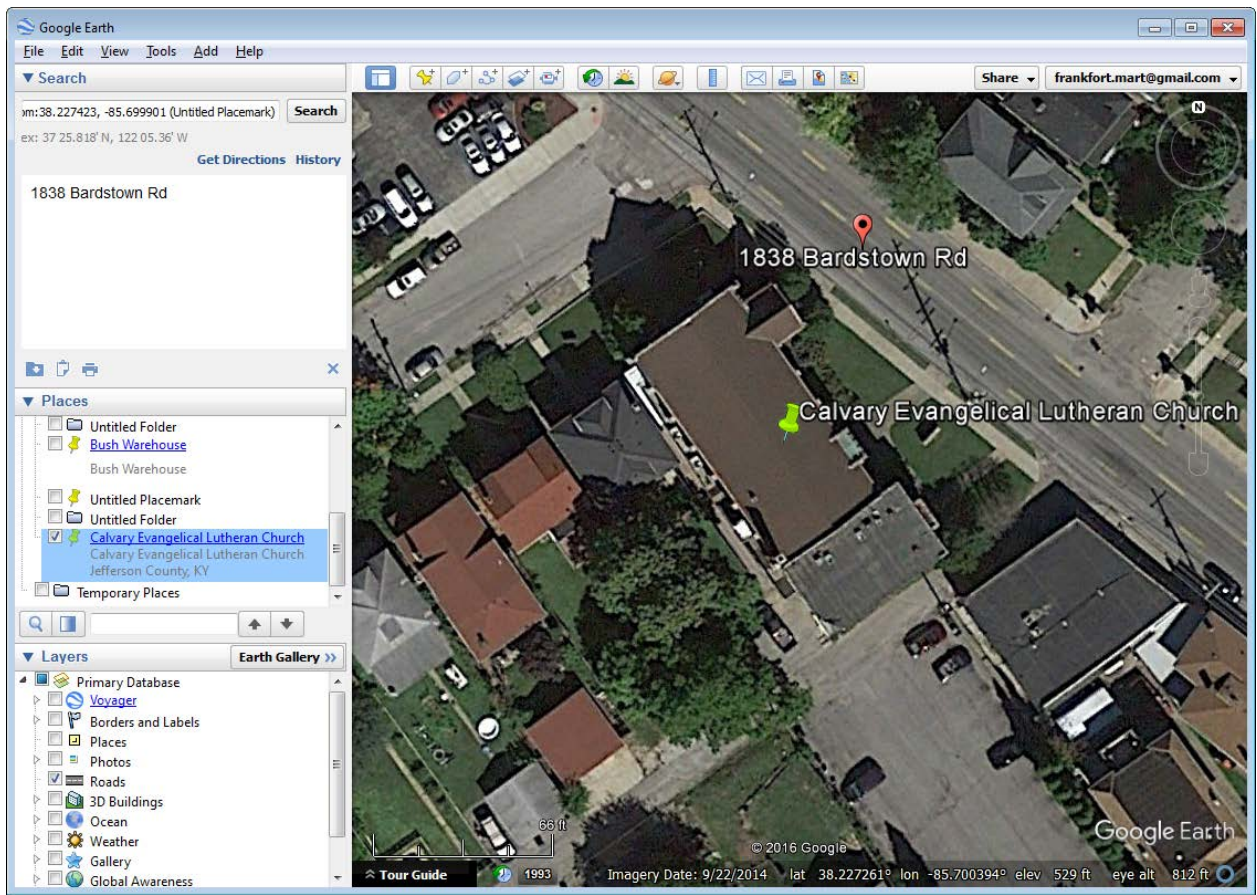 Google Earth
File Edit View Tools Add Help
Search
om:38.227423, -85.699901 (Untitled Placemark) Search
ex: 37 25.818' N, 122 05.36' W
Get Directions History
1838 Bardstown Rd
Places
Untitled Folder
Bush Warehouse
Bush Warehouse
Untitled Placemark
Untitled Folder
Calvary Evangelical Lutheran Church
Calvary Evangelical Lutheran Church
Jefferson County, KY
Temporary Places
Layers Earth Gallery >>
Primary Database
Voyager
Borders and Labels
Places
Photos
Roads
3D Buildings
Ocean
Weather
Gallery
Global Awareness
Share frankfort.mart@gmail.com
N
1838 Bardstown Rd
Calvary Evangelical Lutheran Church
66 ft
Google Earth
© 2016 Google
Tour Guide 1993 Imagery Date: 9/22/2014 lat 38.227261° lon -85.700394° elev 529 ft eye alt 812 ft